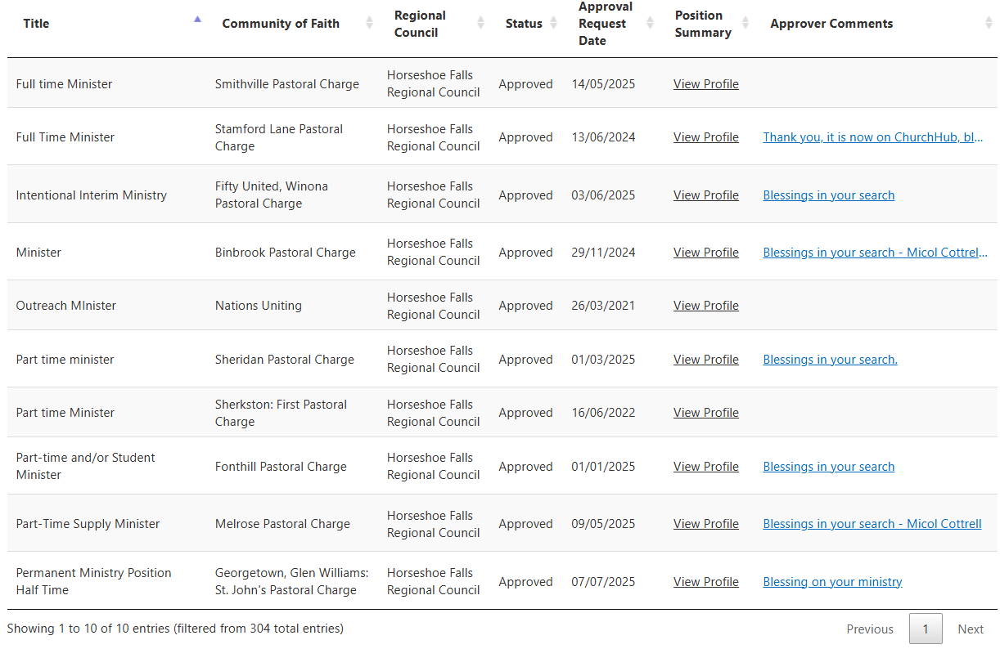 Title Community of Faith Regional Council Status Approval Request Date Position Summary Approver Comments
Full time Minister Smithville Pastoral Charge Horseshoe Falls Regional Council Approved 14/05/2025 View Profile
Full Time Minister Stamford Lane Pastoral Charge Horseshoe Falls Regional Council Approved 13/06/2024 View Profile Thank you, it is now on ChurchHub, bl...
Intentional Interim Ministry Fifty United, Winona Pastoral Charge Horseshoe Falls Regional Council Approved 03/06/2025 View Profile Blessings in your search
Minister Binbrook Pastoral Charge Horseshoe Falls Regional Council Approved 29/11/2024 View Profile Blessings in your search - Micol Cottrel...
Outreach MInister Nations Uniting Horseshoe Falls Regional Council Approved 26/03/2021 View Profile
Part time minister Sheridan Pastoral Charge Horseshoe Falls Regional Council Approved 01/03/2025 View Profile Blessings in your search.
Part time Minister Sherkston: First Pastoral Charge Horseshoe Falls Regional Council Approved 16/06/2022 View Profile
Part-time and/or Student Minister Fonthill Pastoral Charge Horseshoe Falls Regional Council Approved 01/01/2025 View Profile Blessings in your search
Part-Time Supply Minister Melrose Pastoral Charge Horseshoe Falls Regional Council Approved 09/05/2025 View Profile Blessings in your search - Micol Cottrell
Permanent Ministry Position Half Time Georgetown, Glen Williams: St. John's Pastoral Charge Horseshoe Falls Regional Council Approved 07/07/2025 View Profile Blessing on your ministry
Showing 1 to 10 of 10 entries (filtered from 304 total entries) Previous 1 Next